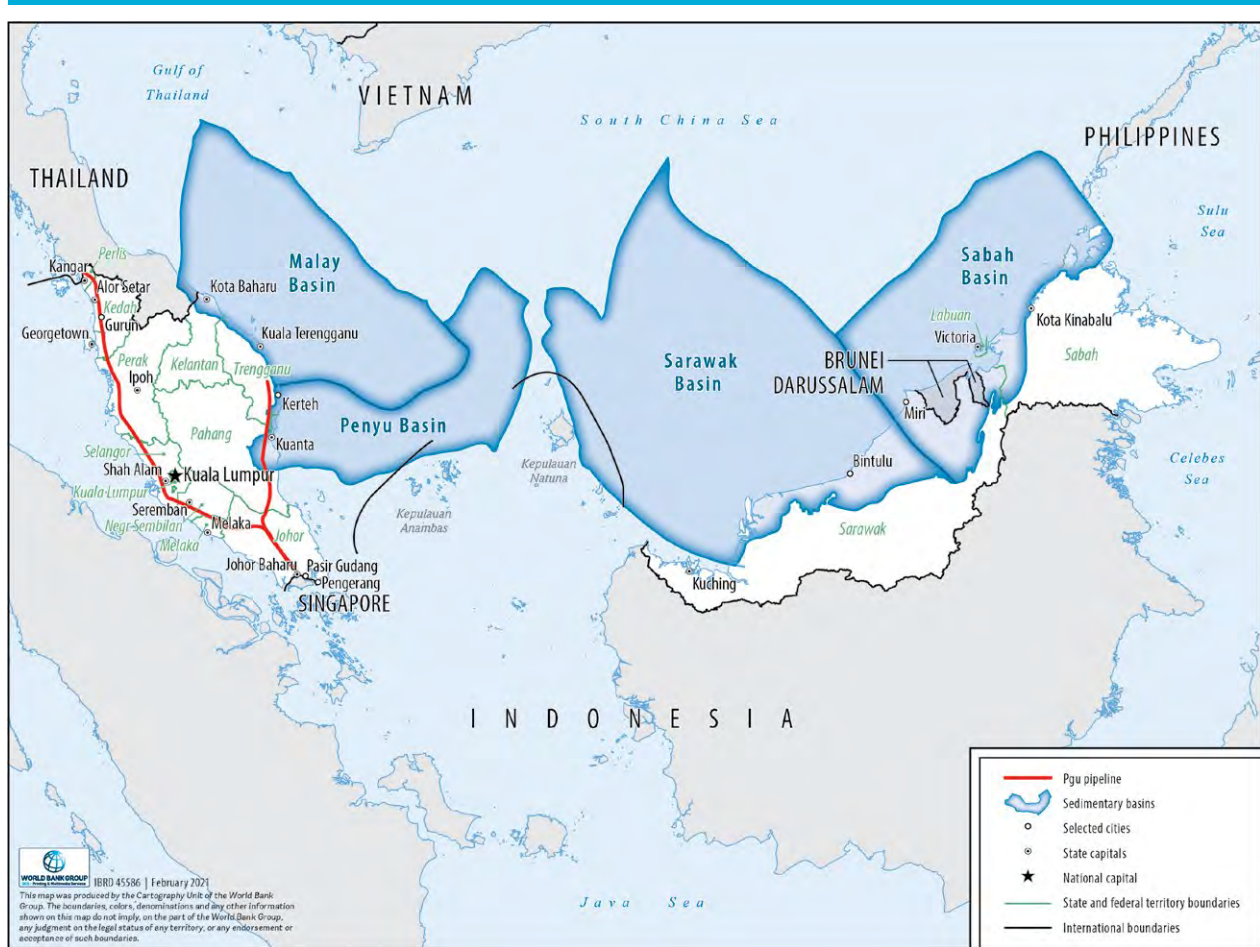 Gulf of
Thailand
VIETNAM
South China Sea
PHILIPPINES
THAILAND
Sulu
Sea
Perlis
Kangar
Alor Setar
Kedah
Gurun
Georgetown
Perak
Ipoh
Kelantan
Kota Baharu
Malay
Basin
Kuala Terengganu
Trengganu
Kerteh
Penyu Basin
Kuanta
Pahang
Selangor
Shah Alam
Kuala Lumpur
Kuala Lumpur
Seremban
Negr-Sembilan
Melaka
Melaka
Johor
Johor Baharu
Pasir Gudang
Pengerang
SINGAPORE
Kepulauan
Anambas
Kepulauan
Natuna
Sarawak
Basin
Sabah
Basin
Labuan
Victoria
Kota Kinabalu
Sabah
BRUNEI
DARUSSALAM
Miri
Bintulu
Sarawak
Kuching
Celebes
Sea
INDONESIA
Java Sea
Pgu pipeline
Sedimentary basins
Selected cities
State capitals
National capital
State and federal territory boundaries
International boundaries
WORLD BANK GROUP
Printing & Multimedia Services
IBRD 45586 | February 2021
This map was produced by the Cartography Unit of the World Bank
Group. The boundaries, colors, denominations and any other information
shown on this map do not imply, on the part of the World Bank Group,
any judgment on the legal status of any territory, or any endorsement or
acceptance of such boundaries.